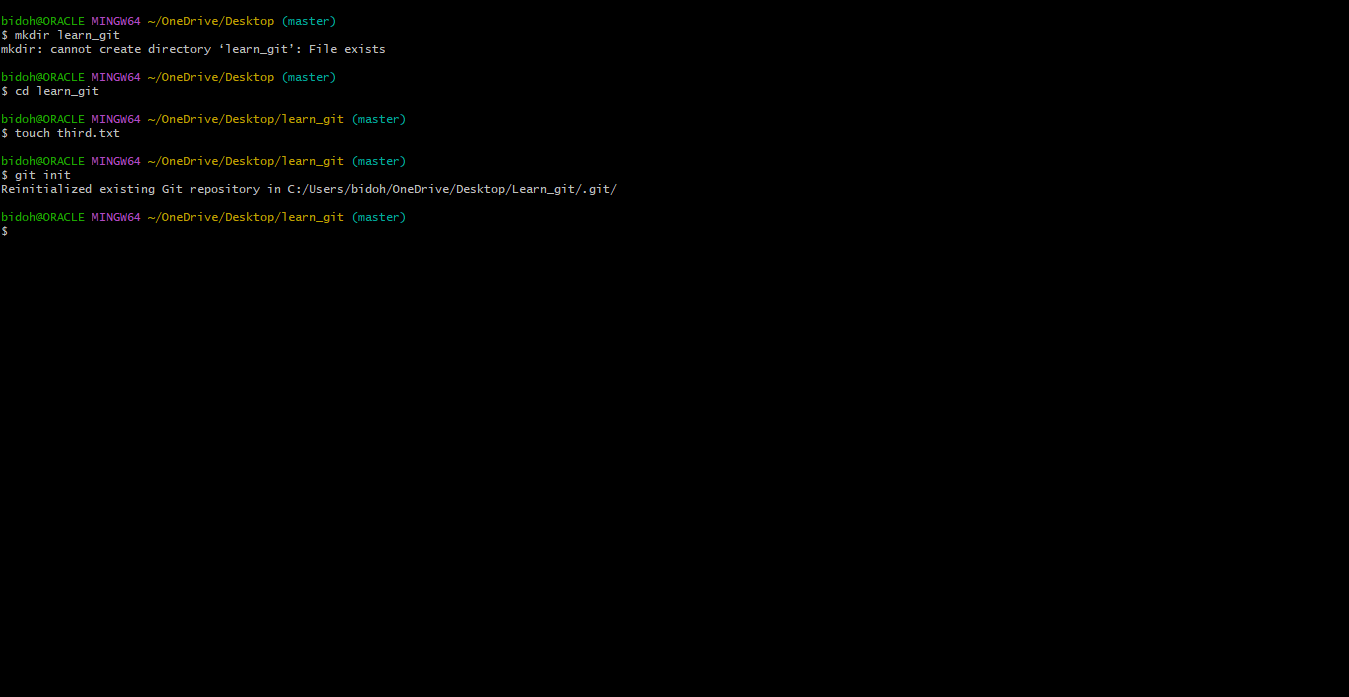 bidoh@ORACLE MINGW64 ~/OneDrive/Desktop (master)
$ mkdir learn_git
mkdir: cannot create directory ‘learn_git’: File exists
bidoh@ORACLE MINGW64 ~/OneDrive/Desktop (master)
$ cd learn_git
bidoh@ORACLE MINGW64 ~/OneDrive/Desktop/learn_git (master)
$ touch third.txt
bidoh@ORACLE MINGW64 ~/OneDrive/Desktop/learn_git (master)
$ git init
Reinitialized existing Git repository in C:/Users/bidoh/OneDrive/Desktop/Learn_git/.git/
bidoh@ORACLE MINGW64 ~/OneDrive/Desktop/learn_git (master)
$